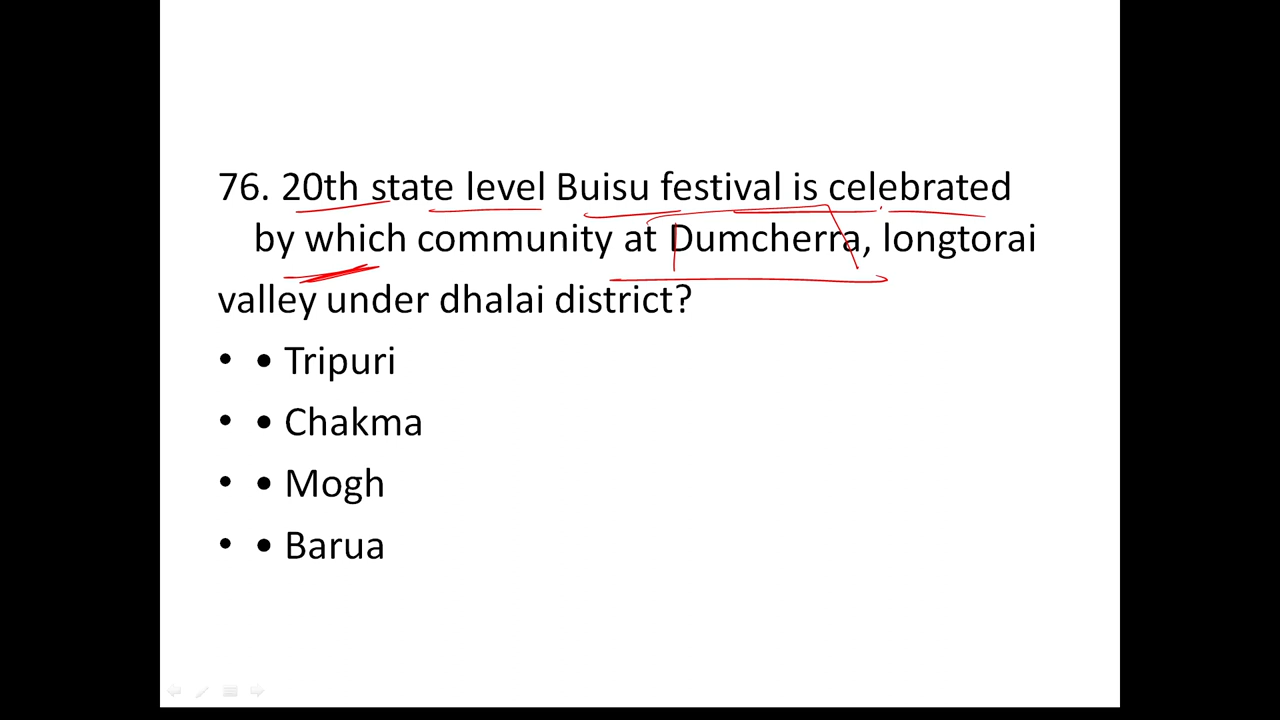 76. 20th state level Buisu festival is celebrated
by which community at Dumcherra, longtorai
valley under dhalai district?
• • Tripuri
• • Chakma
• • Mogh
• • Barua